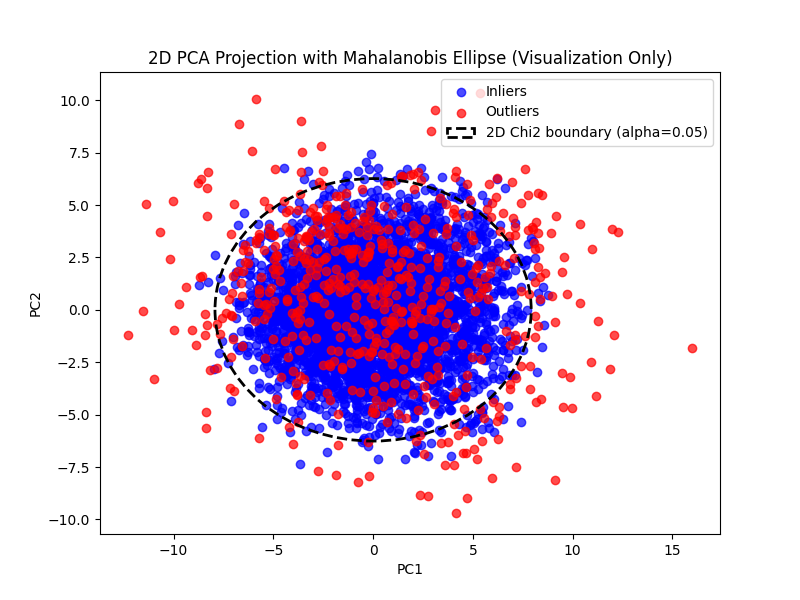 2D PCA Projection with Mahalanobis Ellipse (Visualization Only)
Inliers
Outliers
2D Chi2 boundary (alpha=0.05)
10.0
7.5
5.0
2.5
0.0
−2.5
−5.0
−7.5
−10.0
PC2
−10
−5
0
5
10
15
PC1